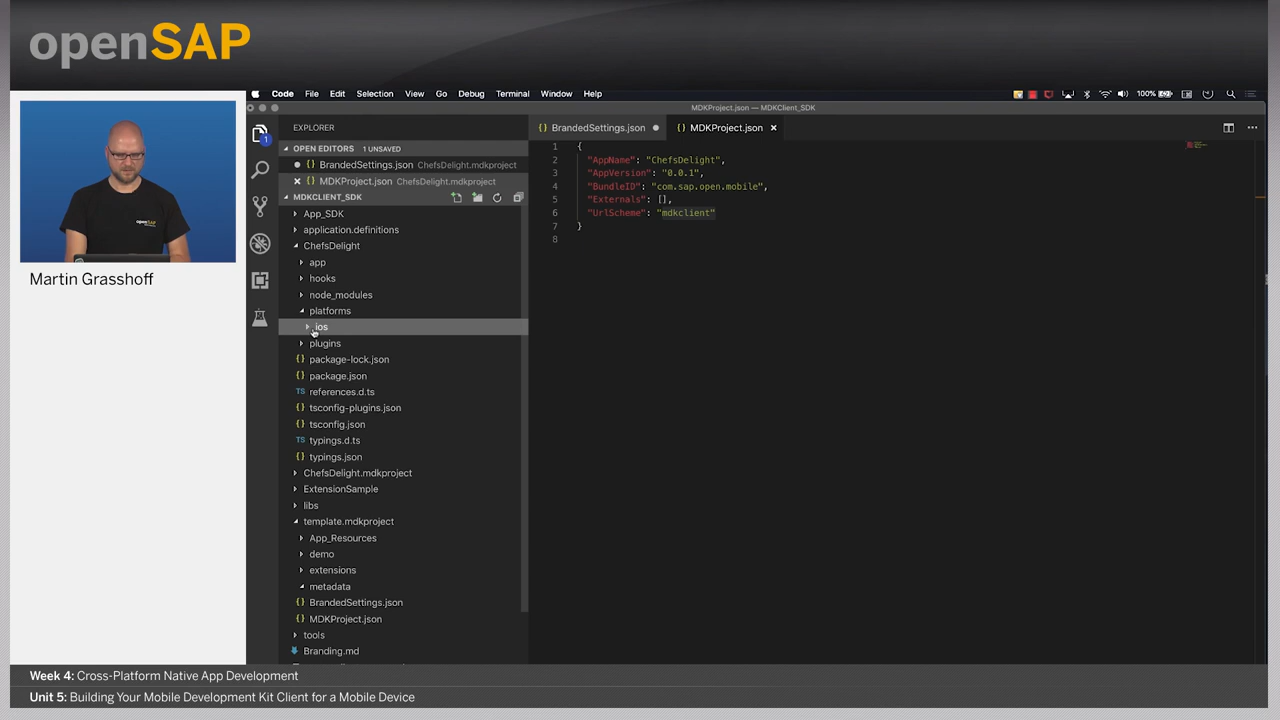 openSAP
Code File Edit Selection View Go Debug Terminal Window Help
100%
MDKProject.json — MDKClient_SDK
EXPLORER
BrandedSettings.json
MDKProject.json
OPEN EDITORS 1 UNSAVED
BrandedSettings.json ChefsDelight.mdkproject
MDKProject.json ChefsDelight.mdkproject
MDKCLIENT_SDK
App_SDK
application.definitions
ChefsDelight
app
hooks
node_modules
platforms
ios
plugins
package-lock.json
package.json
references.d.ts
tsconfig-plugins.json
tsconfig.json
typings.d.ts
typings.json
ChefsDelight.mdkproject
ExtensionSample
libs
template.mdkproject
App_Resources
demo
extensions
metadata
BrandedSettings.json
MDKProject.json
tools
Branding.md
1 {
2 "AppName": "ChefsDelight",
3 "AppVersion": "0.0.1",
4 "BundleID": "com.sap.open.mobile",
5 "Externals": [],
6 "UrlScheme": "mdkclient"
7 }
8
Martin Grasshoff
Week 4: Cross-Platform Native App Development
Unit 5: Building Your Mobile Development Kit Client for a Mobile Device